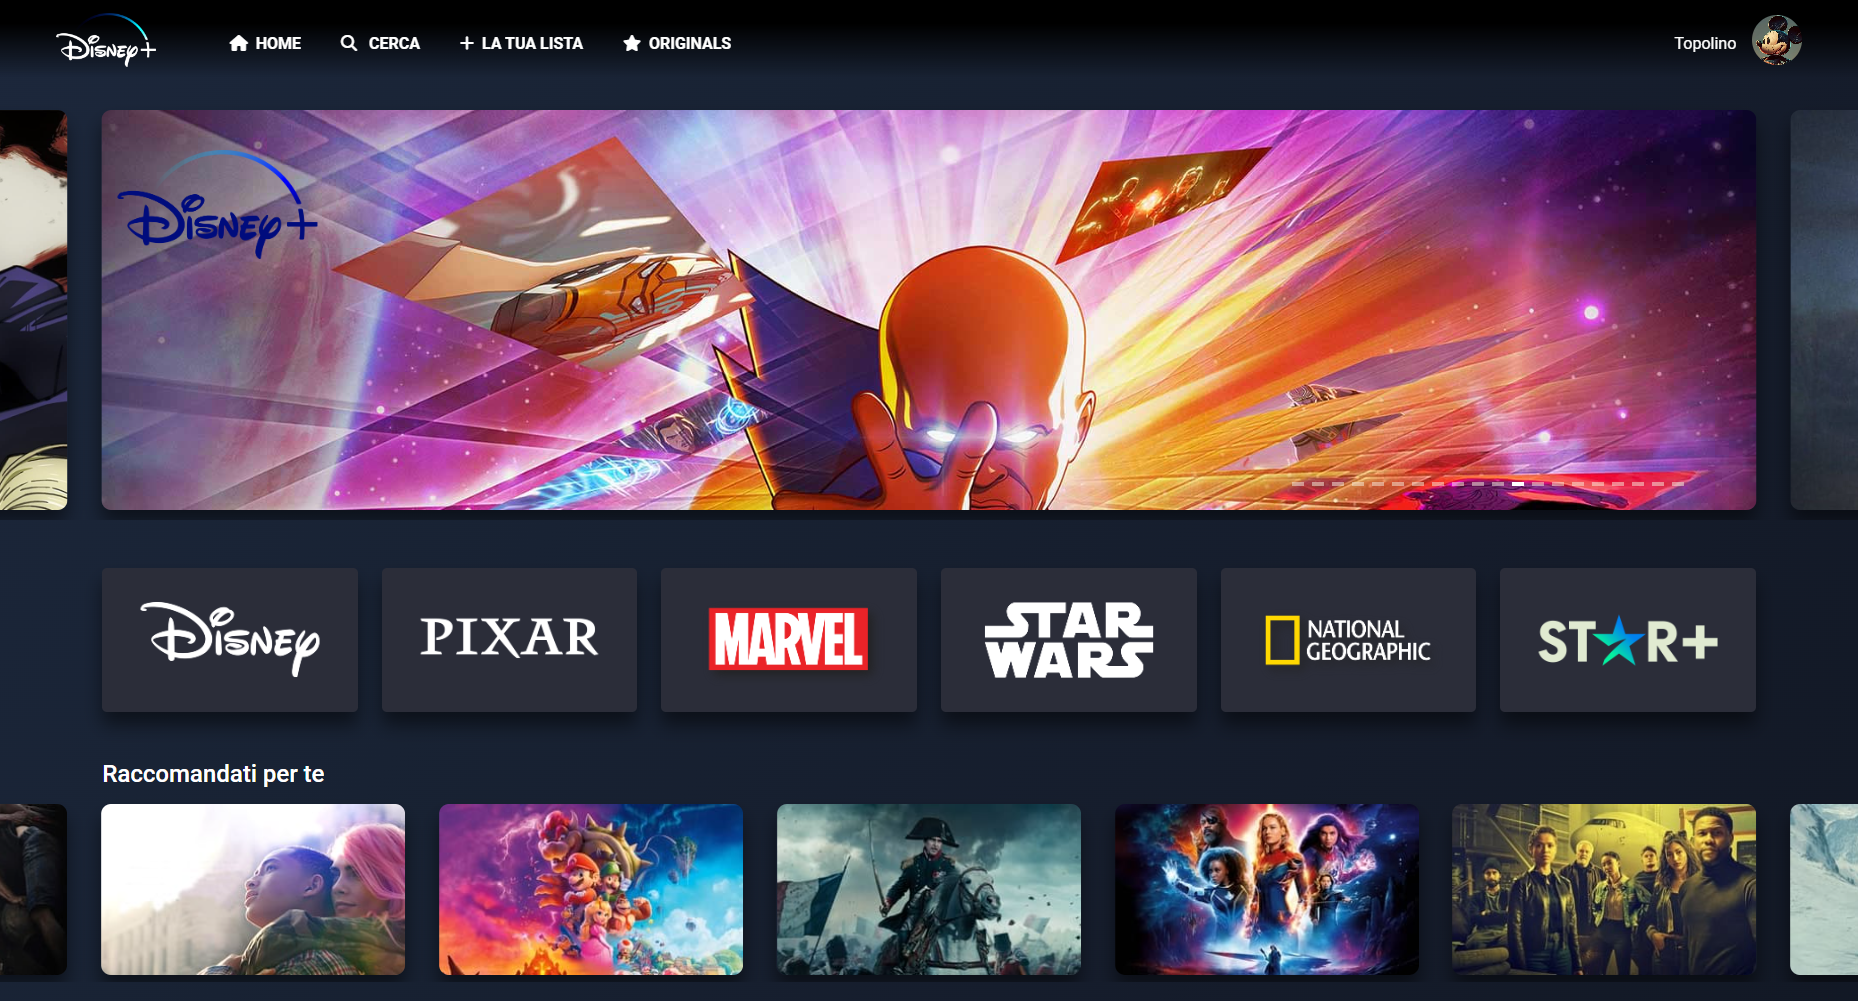 Disney+
HOME
CERCA
LA TUA LISTA
ORIGINALS
Topolino
Disney+
Disney
PIXAR
MARVEL
STAR
WARS
NATIONAL
GEOGRAPHIC
ST★R+
Raccomandati per te